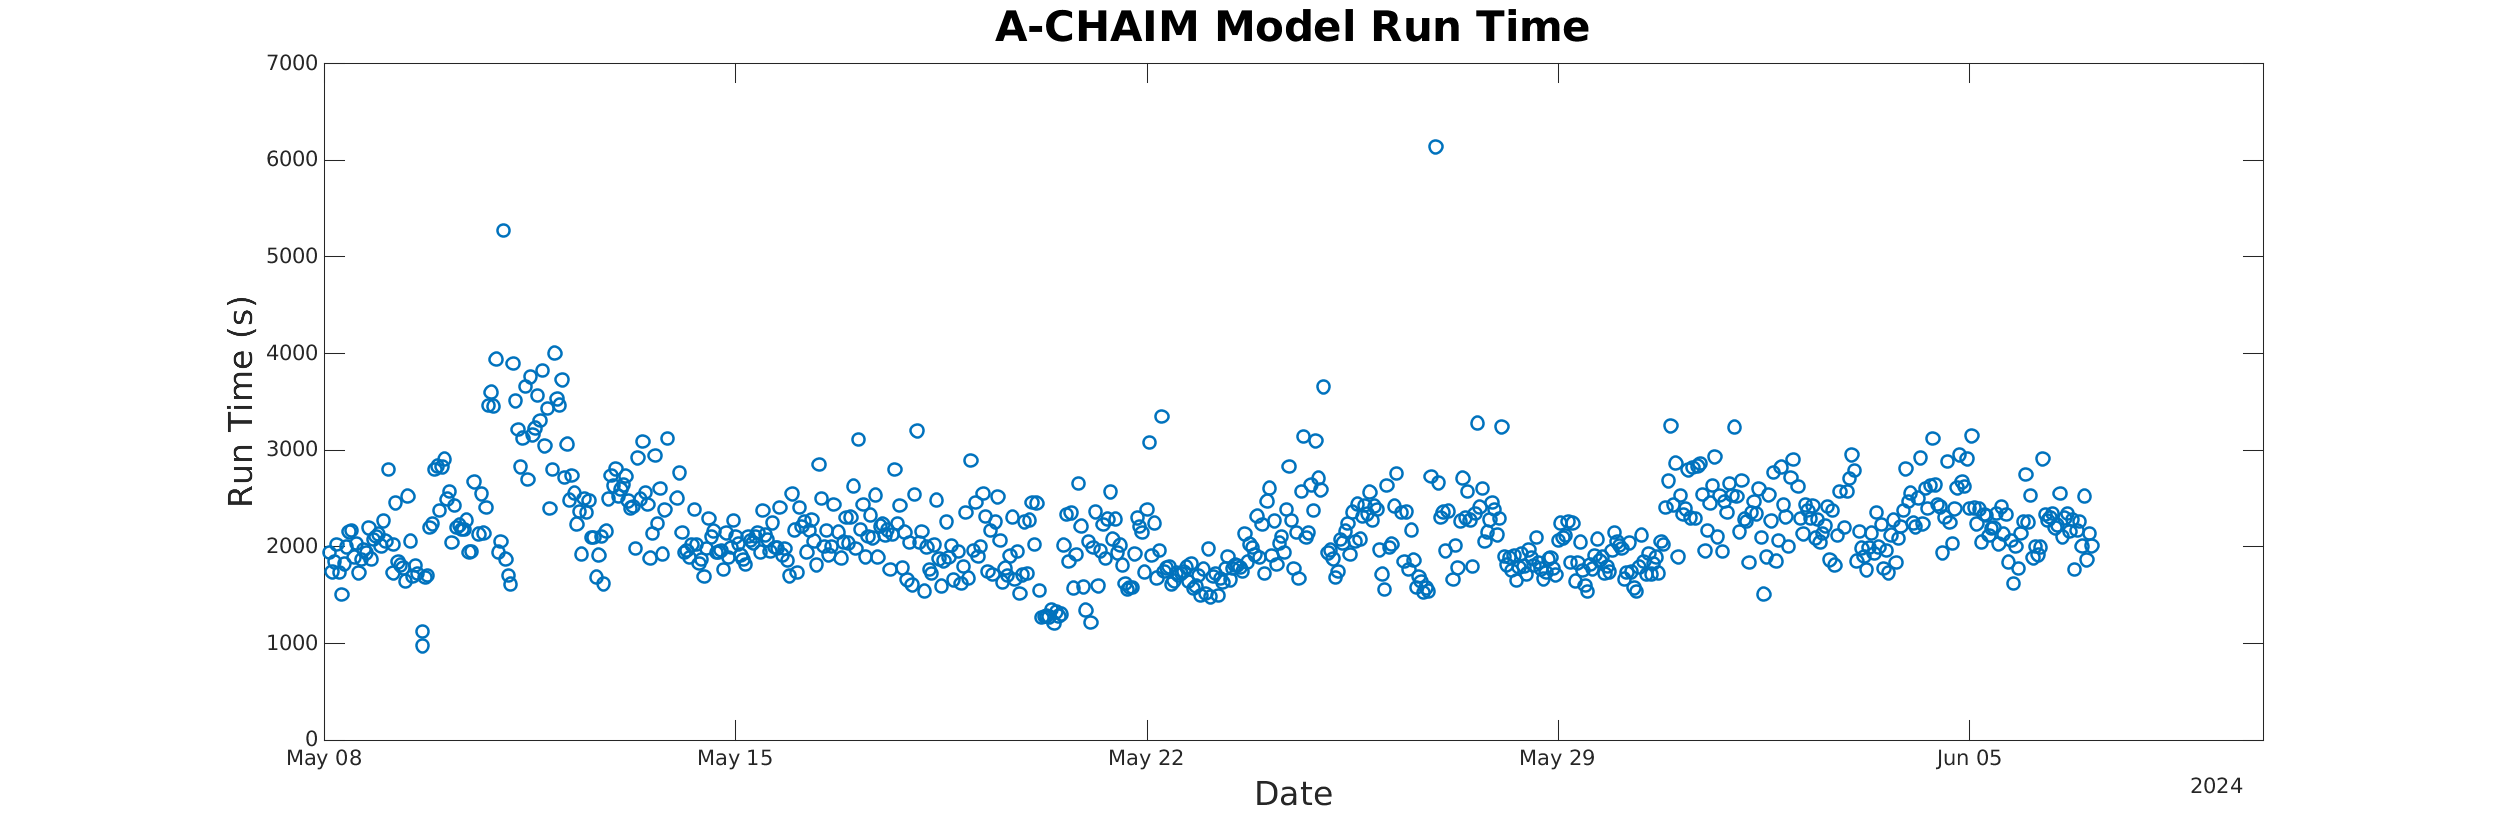 A-CHAIM Model Run Time
7000
6000
5000
4000
3000
2000
1000
0
Run Time (s)
May 08
May 15
May 22
May 29
Jun 05
Date
2024